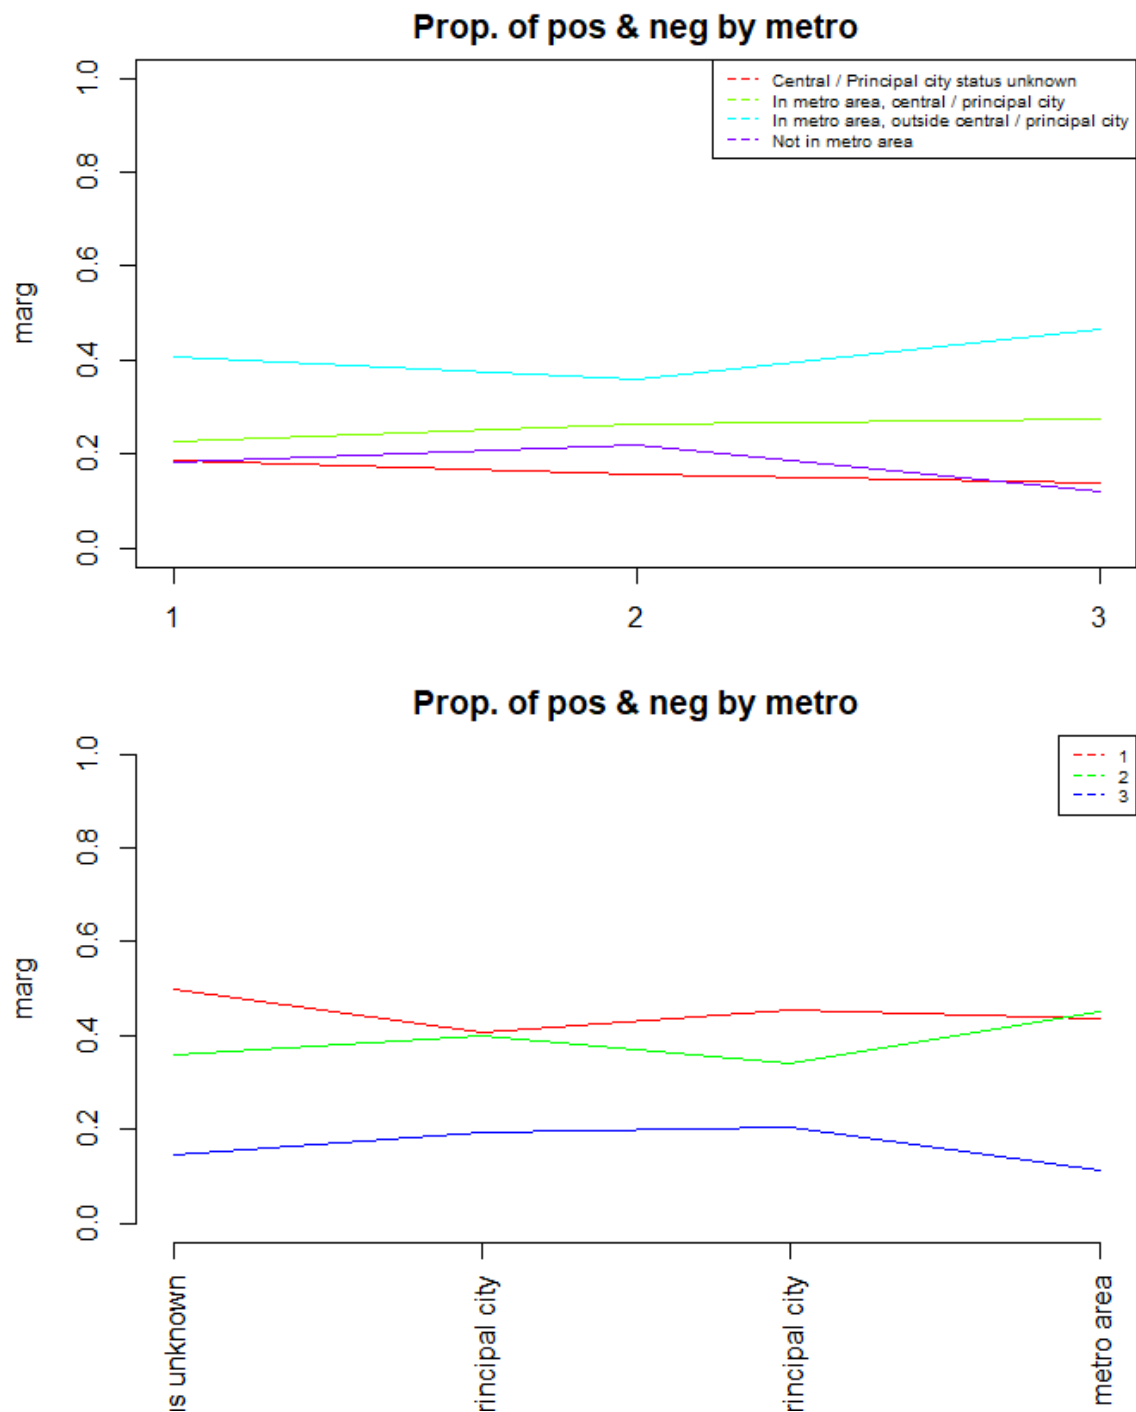 Prop. of pos & neg by metro
Central / Principal city status unknown
In metro area, central / principal city
In metro area, outside central / principal city
Not in metro area
marg
1.0
0.8
0.6
0.4
0.2
0.0
1 2 3
Prop. of pos & neg by metro
1
2
3
marg
1.0
0.8
0.6
0.4
0.2
0.0
us unknown
rincipal city
rincipal city
metro area